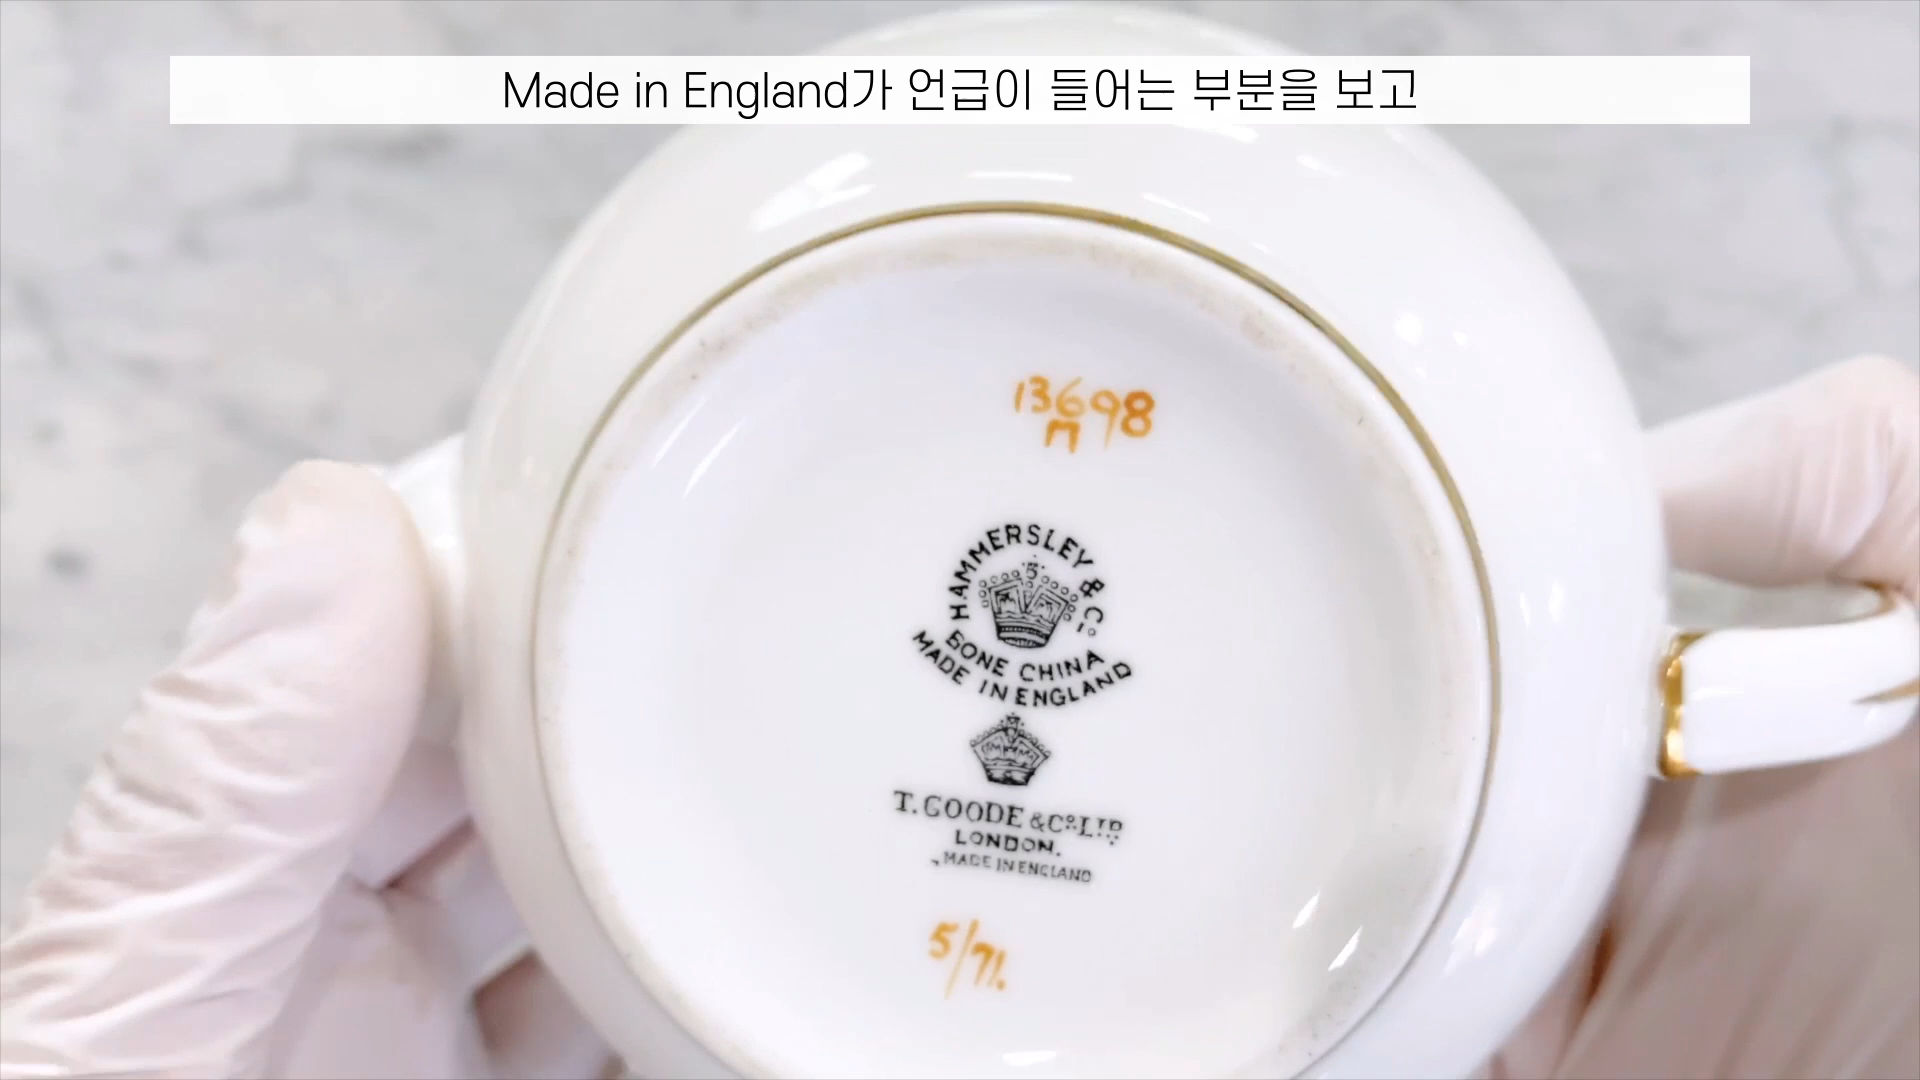 Made in England가 언급이 들어는 부분을 보고
13698
HAMMERSLEY & Co.
BONE CHINA
MADE IN ENGLAND
T. GOODE & Co LTD
LONDON.
MADE IN ENGLAND
5/71.